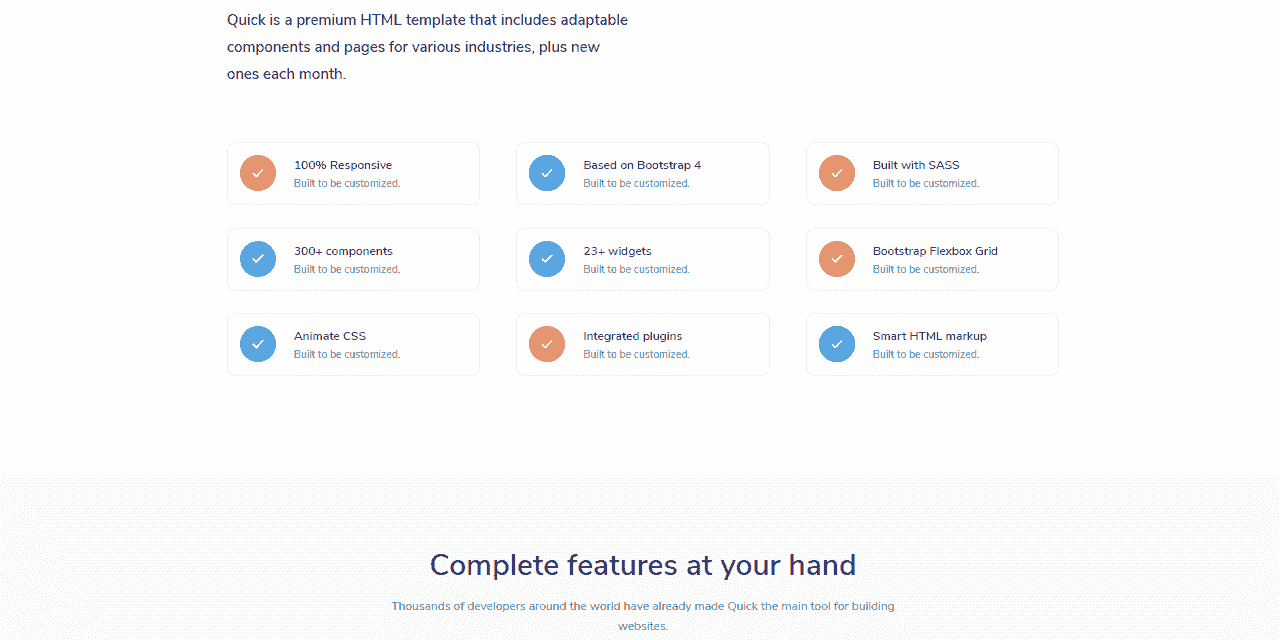 Quick is a premium HTML template that includes adaptable
components and pages for various industries, plus new
ones each month.
100% Responsive
Built to be customized.
Based on Bootstrap 4
Built to be customized.
Built with SASS
Built to be customized.
300+ components
Built to be customized.
23+ widgets
Built to be customized.
Bootstrap Flexbox Grid
Built to be customized.
Animate CSS
Built to be customized.
Integrated plugins
Built to be customized.
Smart HTML markup
Built to be customized.
Complete features at your hand
Thousands of developers around the world have already made Quick the main tool for building
websites.